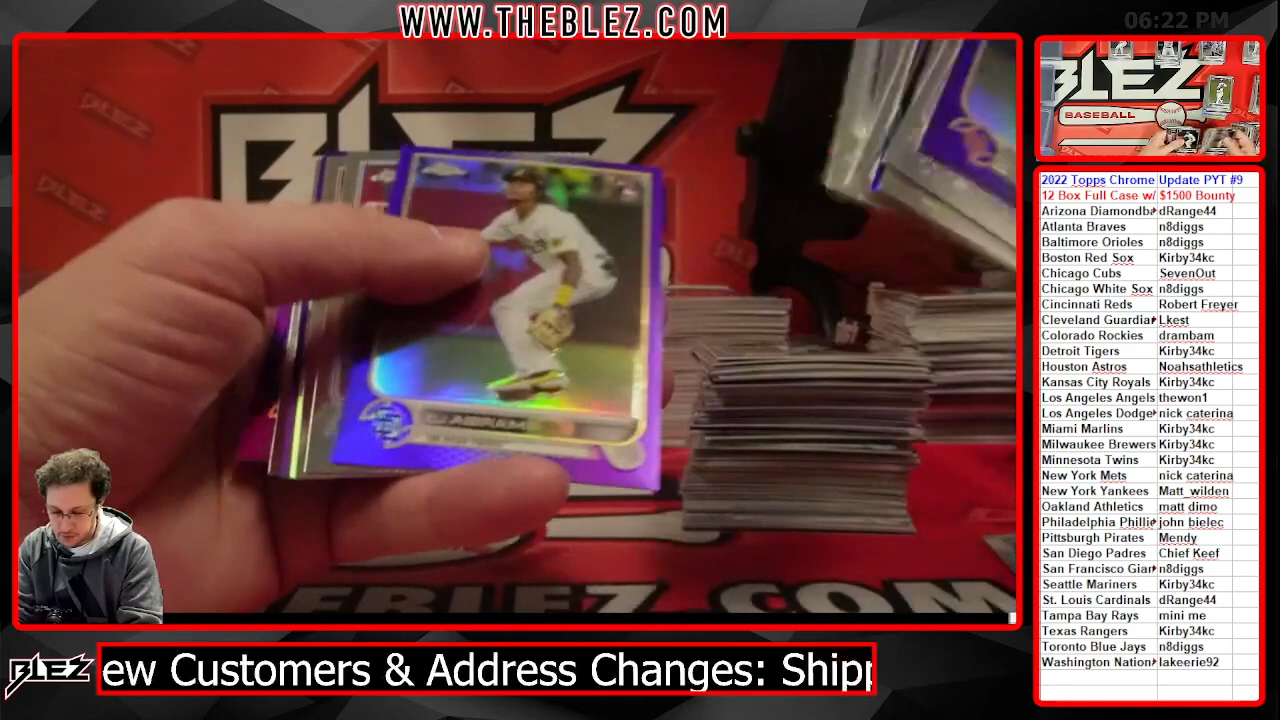 WWW.THEBLEZ.COM
06:22 PM
BLEZ
BLEZ
BASEBALL
ABRAM
BLEZ.COM
2022 Topps Chrome Update PYT #9
12 Box Full Case w/ $1500 Bounty
Arizona Diamondba dRange44
Atlanta Braves n8diggs
Baltimore Orioles n8diggs
Boston Red Sox Kirby34kc
Chicago Cubs SevenOut
Chicago White Sox n8diggs
Cincinnati Reds Robert Freyer
Cleveland Guardia Lkest
Colorado Rockies drambam
Detroit Tigers Kirby34kc
Houston Astros Noahsathletics
Kansas City Royals Kirby34kc
Los Angeles Angels thewon1
Los Angeles Dodge nick caterina
Miami Marlins Kirby34kc
Milwaukee Brewers Kirby34kc
Minnesota Twins Kirby34kc
New York Mets nick caterina
New York Yankees Matt_wilden
Oakland Athletics matt dimo
Philadelphia Phillie john bielec
Pittsburgh Pirates Mendy
San Diego Padres Chief Keef
San Francisco Gian n8diggs
Seattle Mariners Kirby34kc
St. Louis Cardinals dRange44
Tampa Bay Rays mini me
Texas Rangers Kirby34kc
Toronto Blue Jays n8diggs
Washington Nation lakeerie92
BLEZ
ew Customers & Address Changes: Shipp